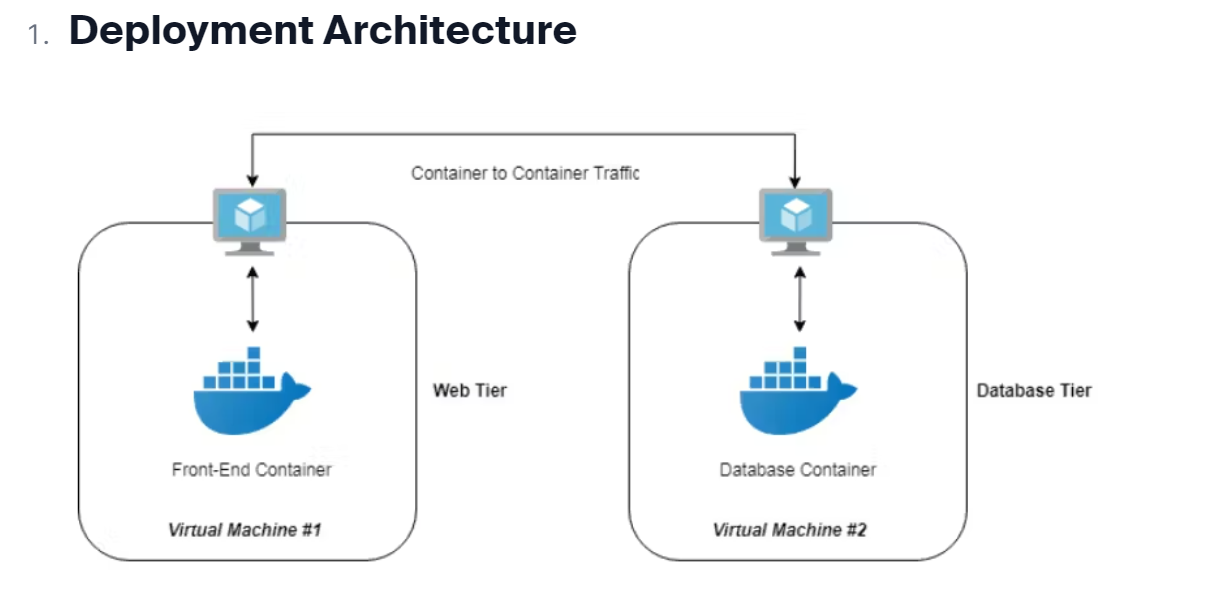 1. Deployment Architecture
Container to Container Traffic
Web Tier
Database Tier
Front-End Container
Database Container
Virtual Machine #1
Virtual Machine #2